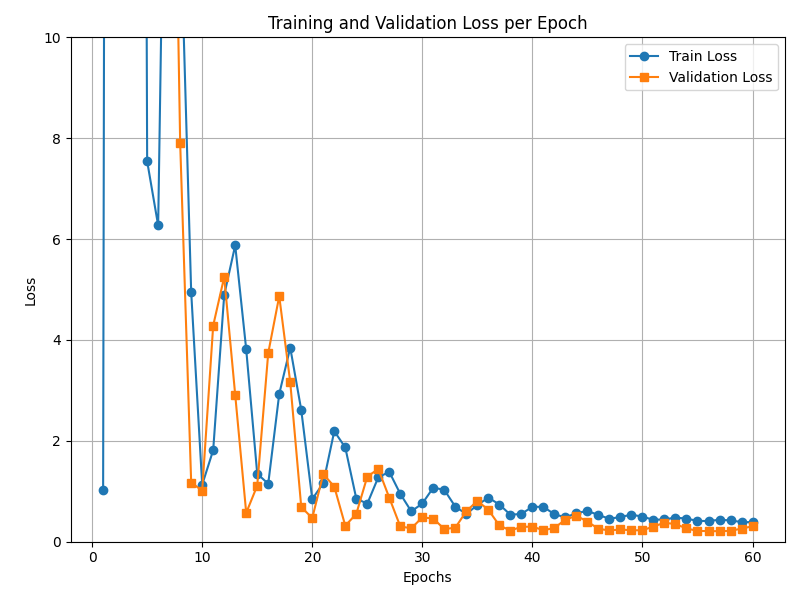 Training and Validation Loss per Epoch
10
8
6
4
2
0
Loss
Train Loss
Validation Loss
0 10 20 30 40 50 60
Epochs